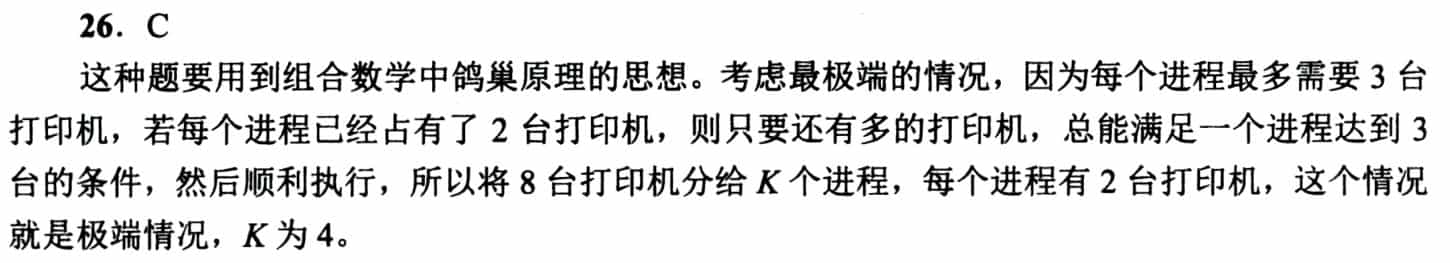 26. C
这种题要用到组合数学中鸽巢原理的思想。考虑最极端的情况，因为每个进程最多需要 3 台
打印机，若每个进程已经占有了 2 台打印机，则只要还有多的打印机，总能满足一个进程达到 3
台的条件，然后顺利执行，所以将 8 台打印机分给 K 个进程，每个进程有 2 台打印机，这个情况
就是极端情况，K 为 4。